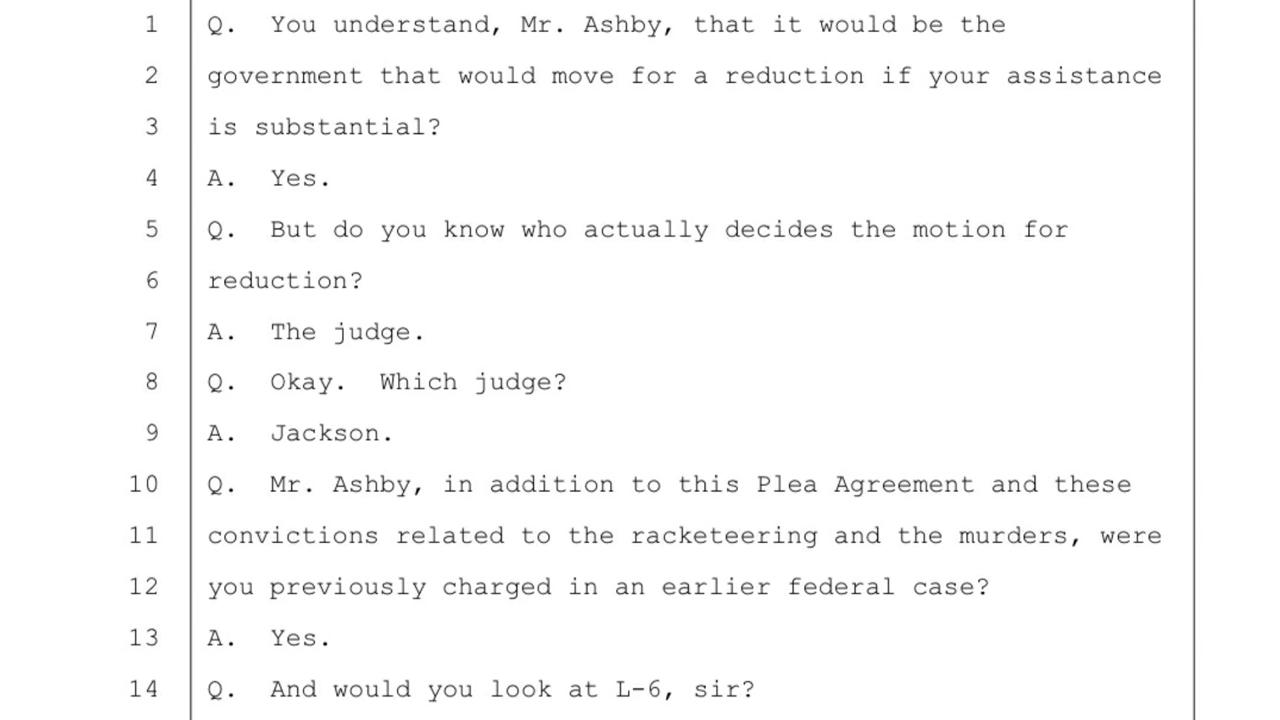 1 Q. You understand, Mr. Ashby, that it would be the
2 government that would move for a reduction if your assistance
3 is substantial?
4 A. Yes.
5 Q. But do you know who actually decides the motion for
6 reduction?
7 A. The judge.
8 Q. Okay. Which judge?
9 A. Jackson.
10 Q. Mr. Ashby, in addition to this Plea Agreement and these
11 convictions related to the racketeering and the murders, were
12 you previously charged in an earlier federal case?
13 A. Yes.
14 Q. And would you look at L-6, sir?